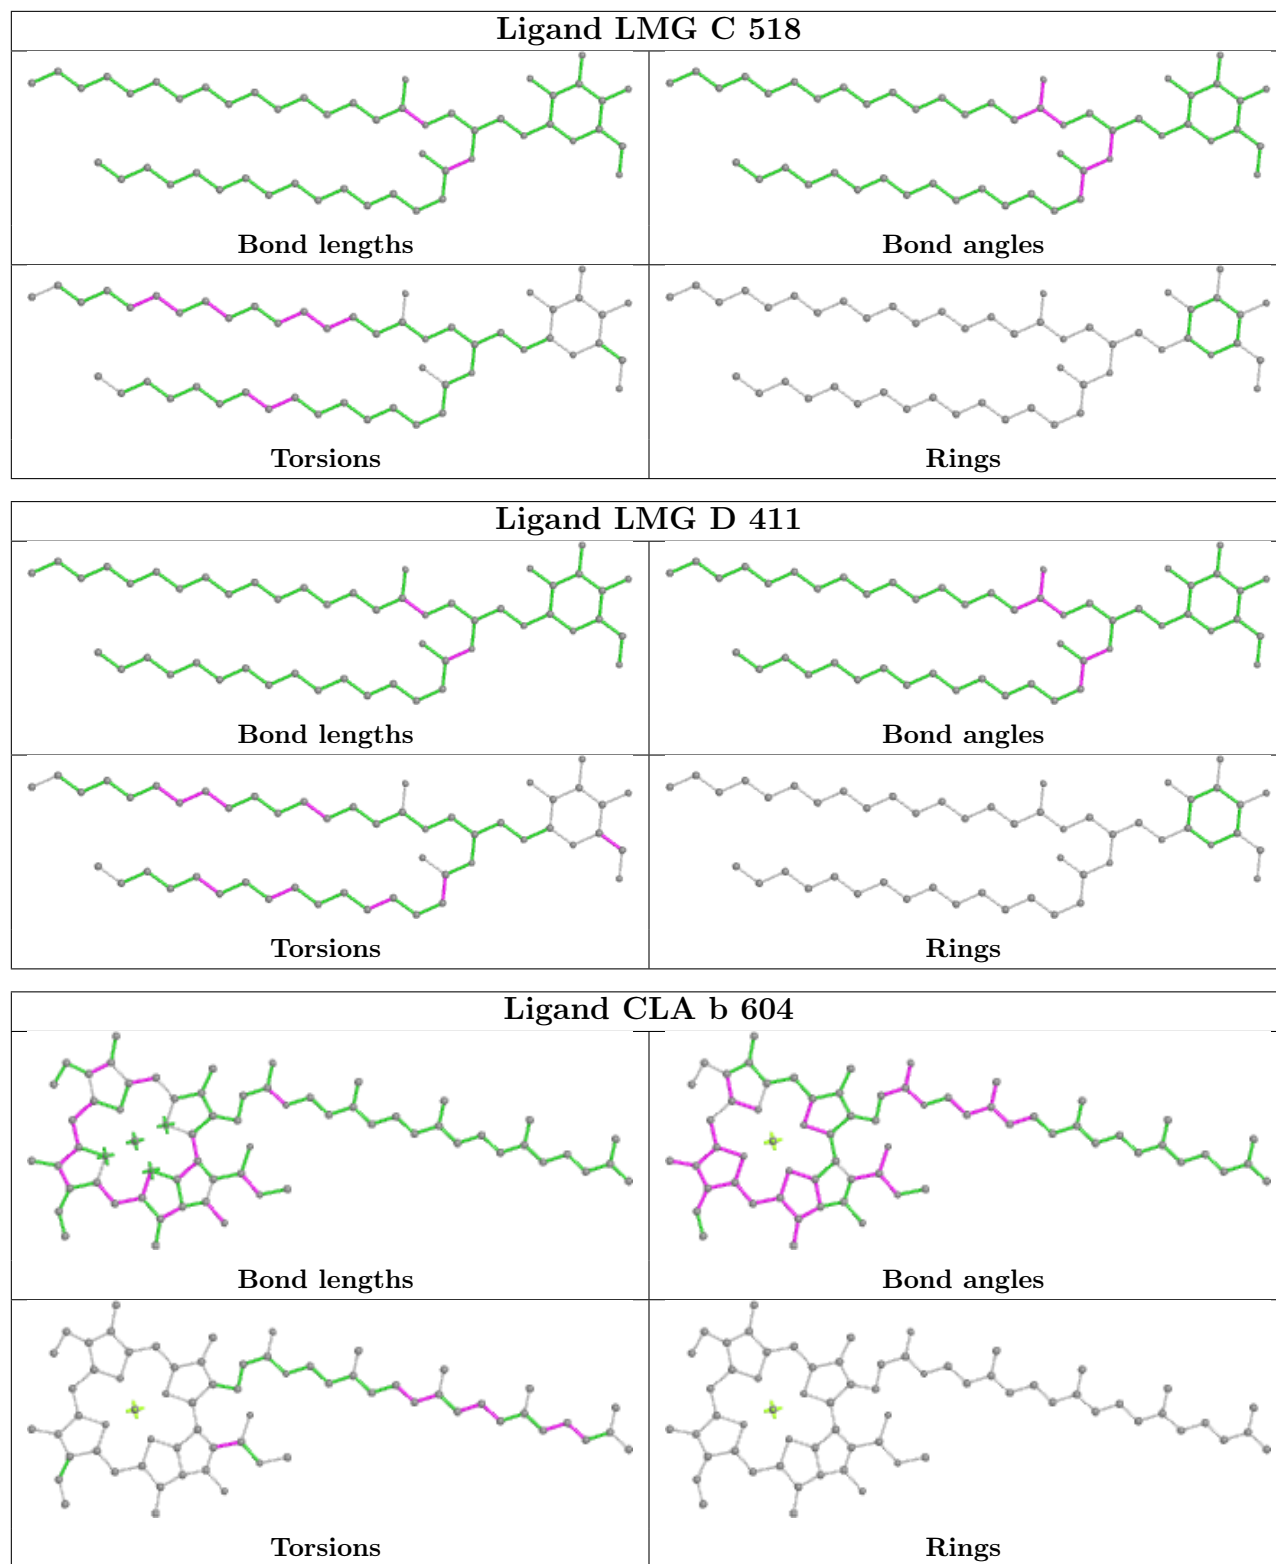 Ligand LMG C 518
Bond lengths
Bond angles
Torsions
Rings
Ligand LMG D 411
Bond lengths
Bond angles
Torsions
Rings
Ligand CLA b 604
Bond lengths
Bond angles
Torsions
Rings